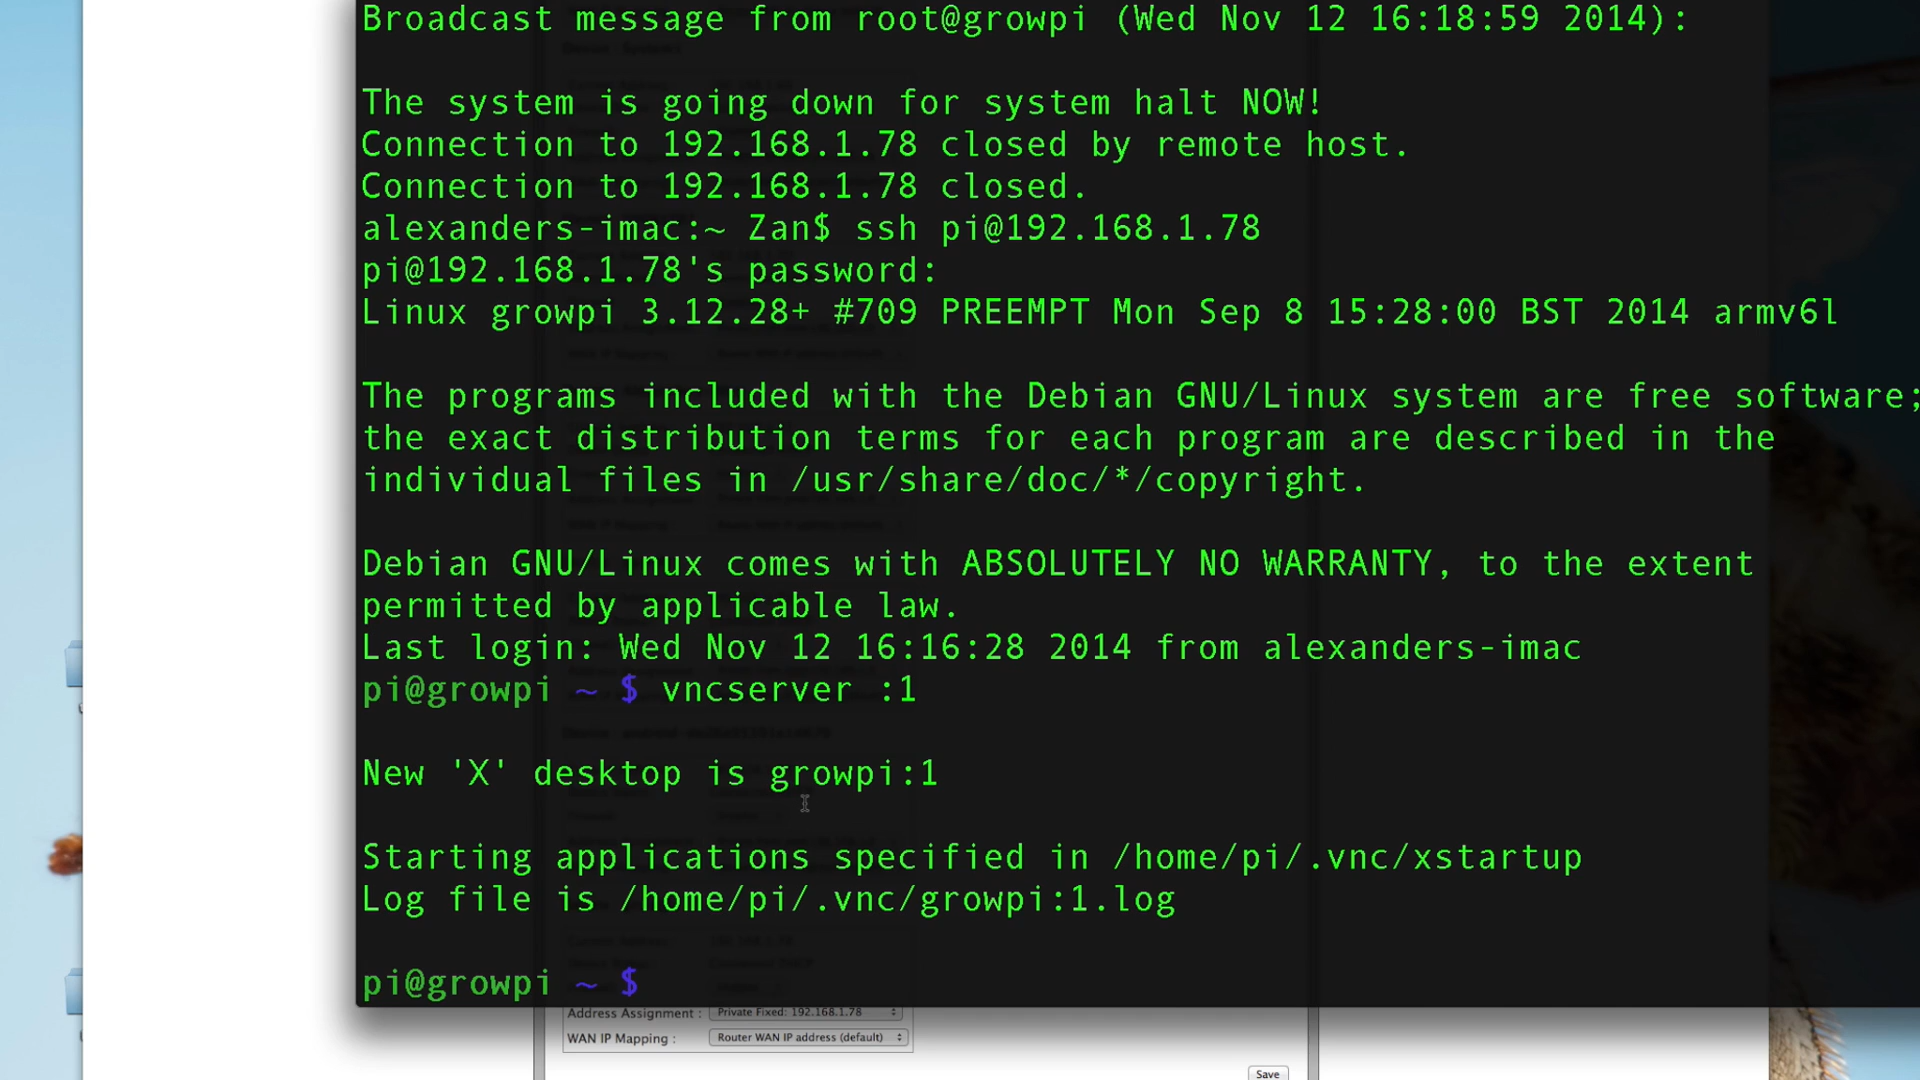 Broadcast message from root@growpi (Wed Nov 12 16:18:59 2014):
The system is going down for system halt NOW!
Connection to 192.168.1.78 closed by remote host.
Connection to 192.168.1.78 closed.
alexanders-imac:~ Zan$ ssh pi@192.168.1.78
pi@192.168.1.78's password:
Linux growpi 3.12.28+ #709 PREEMPT Mon Sep 8 15:28:00 BST 2014 armv6l
The programs included with the Debian GNU/Linux system are free software;
the exact distribution terms for each program are described in the
individual files in /usr/share/doc/*/copyright.
Debian GNU/Linux comes with ABSOLUTELY NO WARRANTY, to the extent
permitted by applicable law.
Last login: Wed Nov 12 16:16:28 2014 from alexanders-imac
pi@growpi ~ $ vncserver :1
New 'X' desktop is growpi:1
Starting applications specified in /home/pi/.vnc/xstartup
Log file is /home/pi/.vnc/growpi:1.log
pi@growpi ~ $
Address Assignment : Private Fixed: 192.168.1.78
WAN IP Mapping : Router WAN IP address (default)
Save